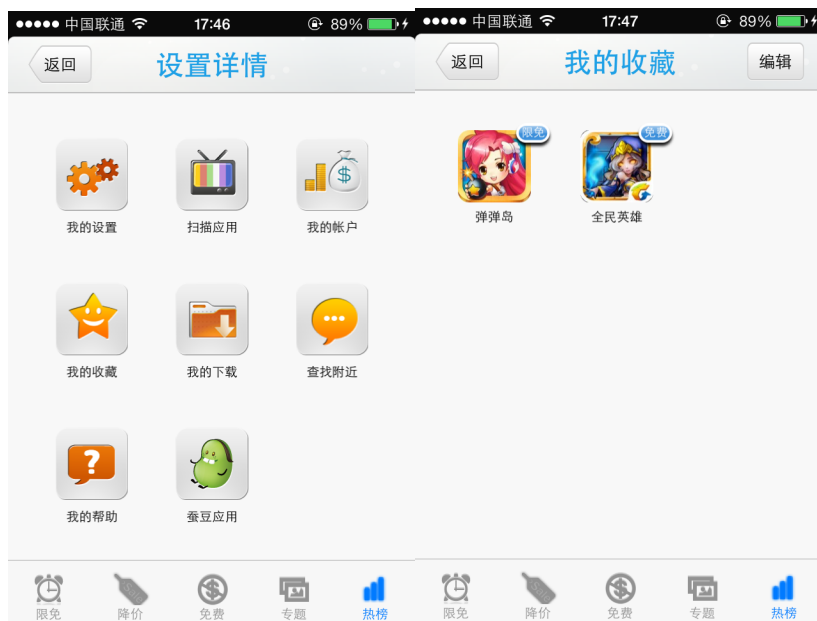 中国联通 17:46 89%
返回 设置详情
我的设置 扫描应用 我的帐户
$
我的收藏 我的下载 查找附近
?
我的帮助 蚕豆应用
限免 降价 免费 专题 热榜
中国联通 17:47 89%
返回 我的收藏 编辑
限免 免费
弹弹岛 全民英雄
限免 降价 免费 专题 热榜